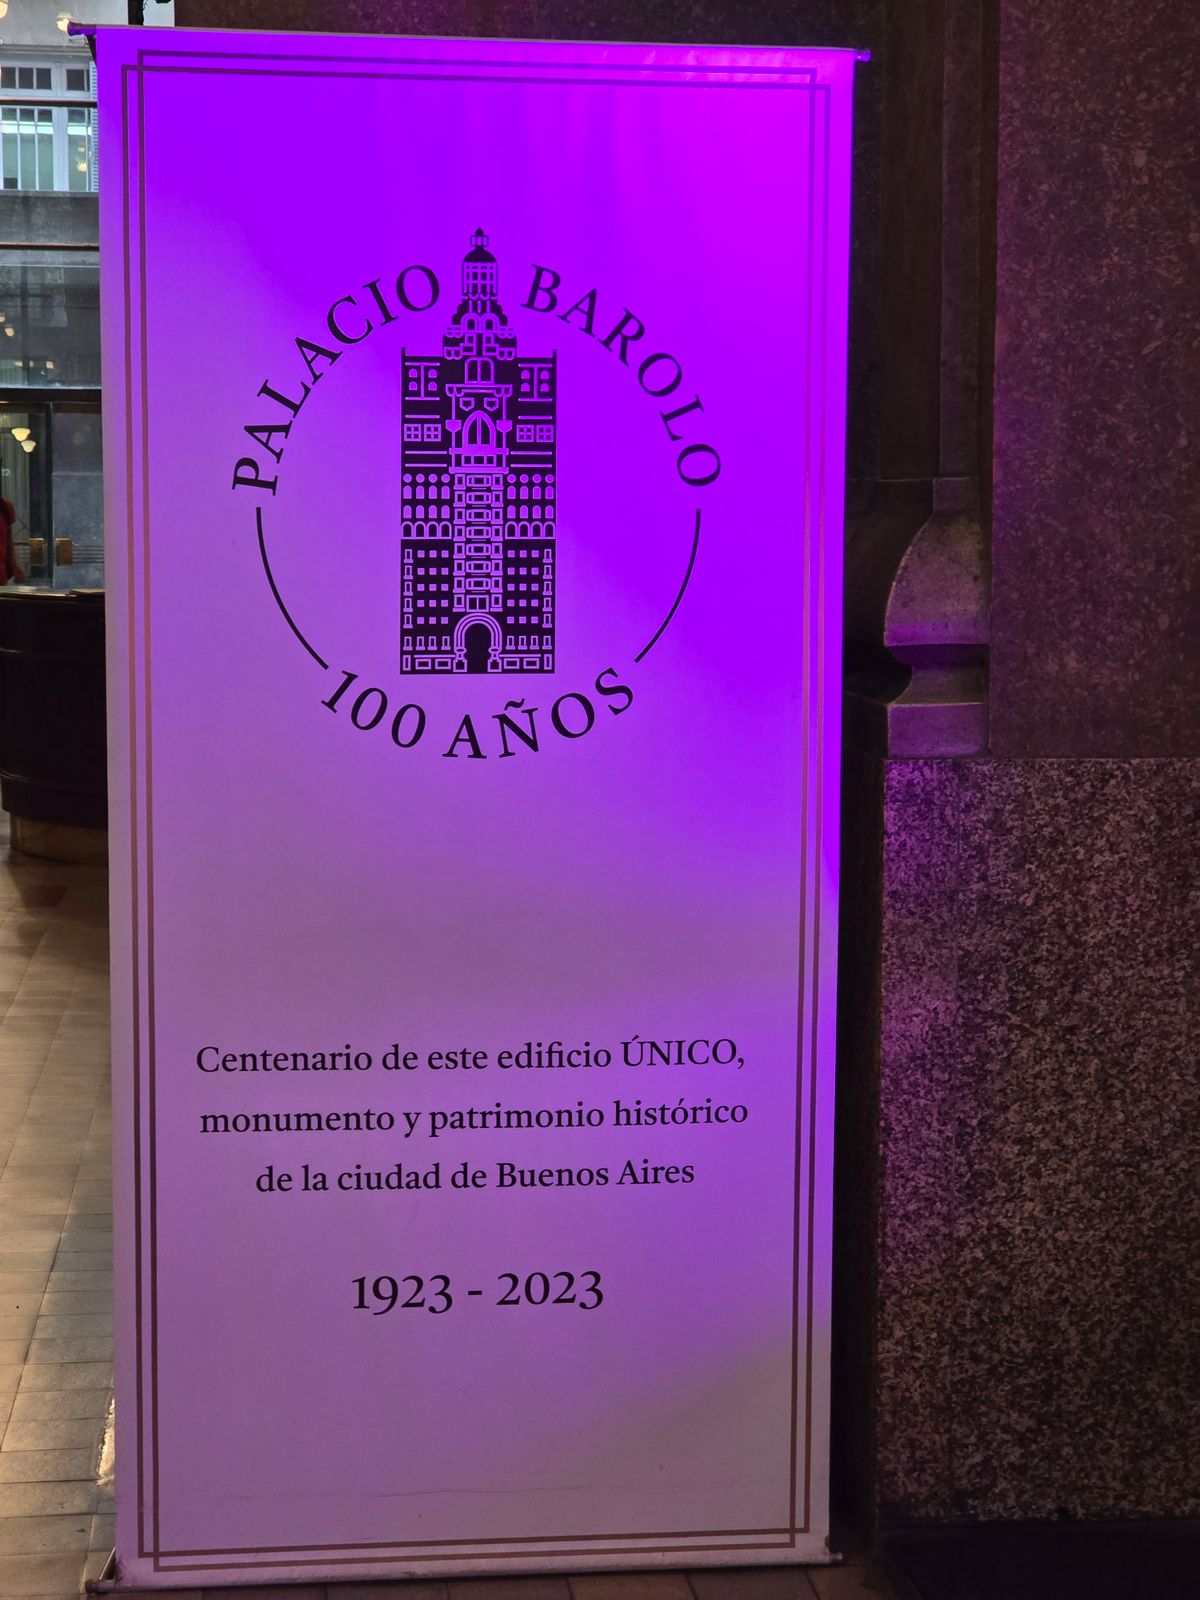 PALACIO BAROLO
100 AÑOS
Centenario de este edificio ÚNICO,
monumento y patrimonio histórico
de la ciudad de Buenos Aires
1923 - 2023